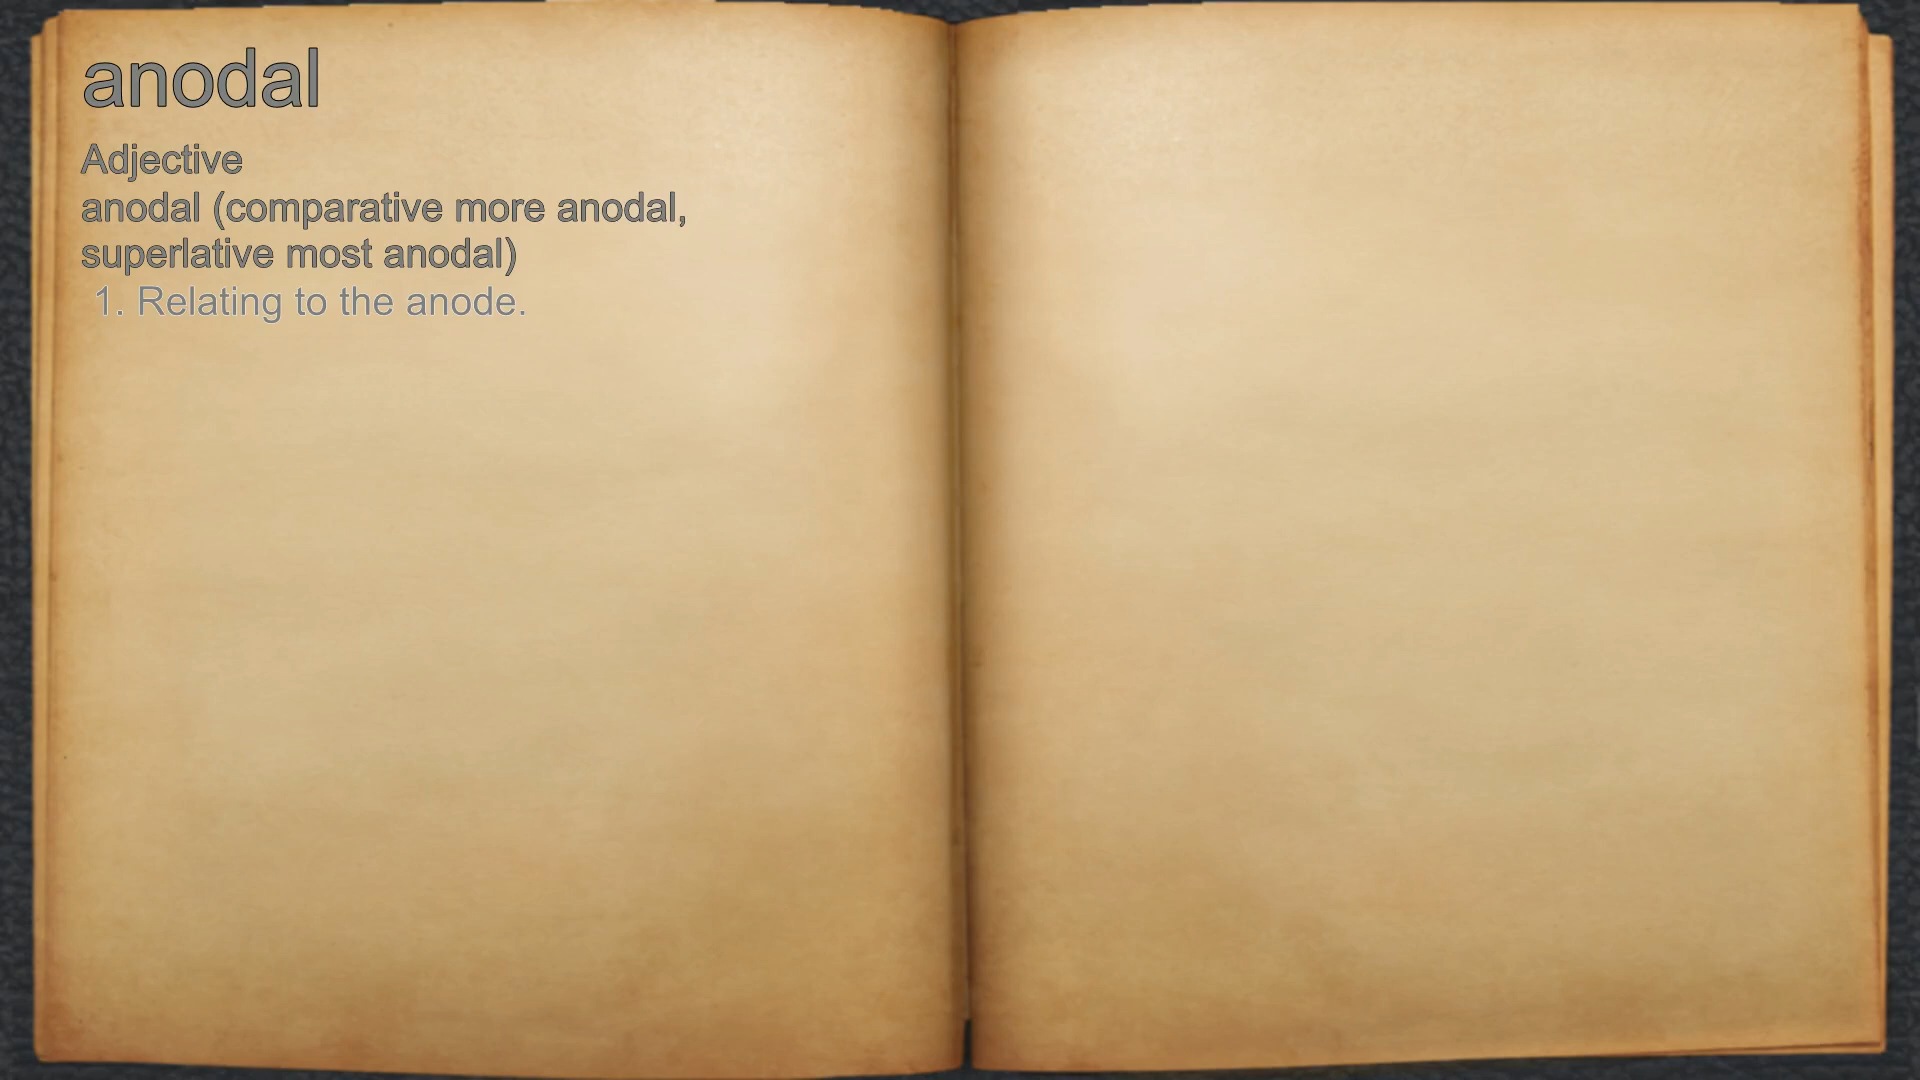 anodal
Adjective
anodal (comparative more anodal,
superlative most anodal)
1. Relating to the anode.